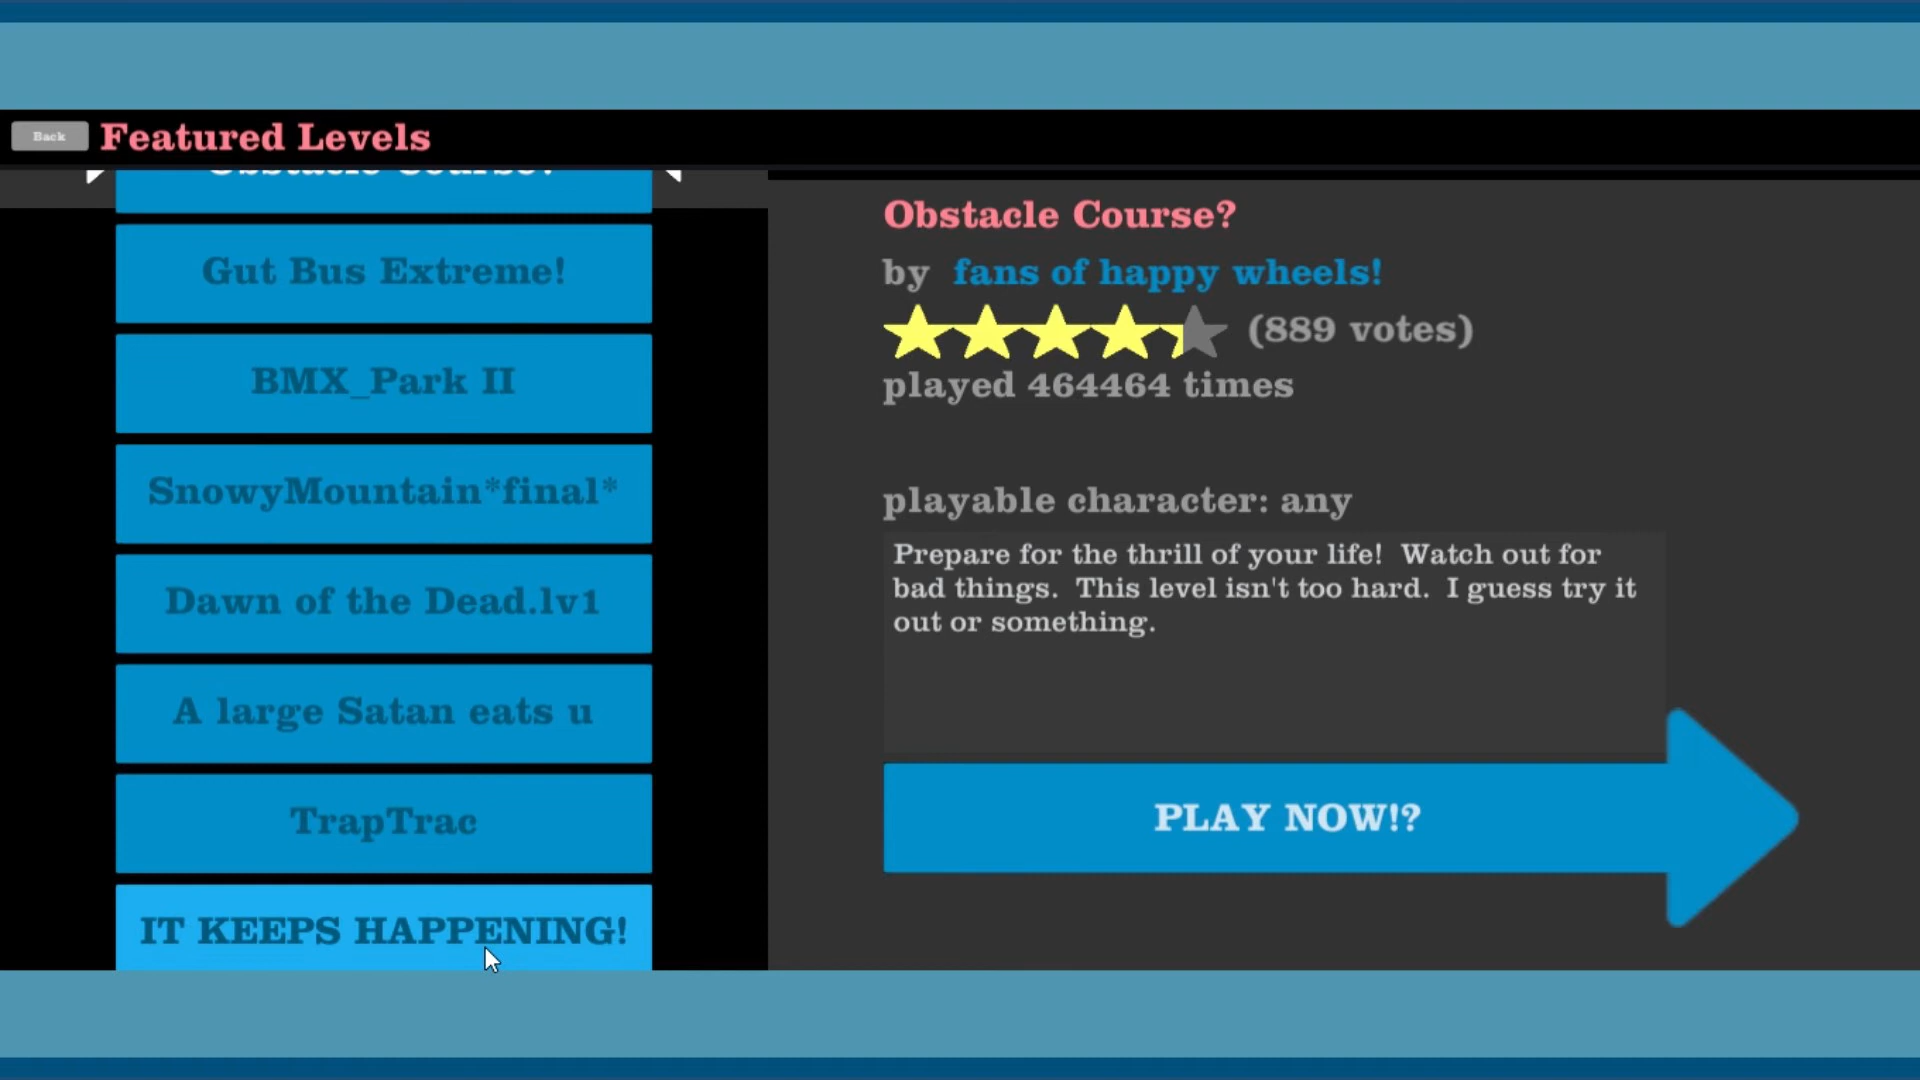 Back
Featured Levels
Obstacle Course?
Gut Bus Extreme!
BMX_Park II
SnowyMountain*final*
Dawn of the Dead.lv1
A large Satan eats u
TrapTrac
IT KEEPS HAPPENING!
Obstacle Course?
by fans of happy wheels!
(889 votes)
played 464464 times
playable character: any
Prepare for the thrill of your life!  Watch out for
bad things.  This level isn't too hard.  I guess try it
out or something.
PLAY NOW!?